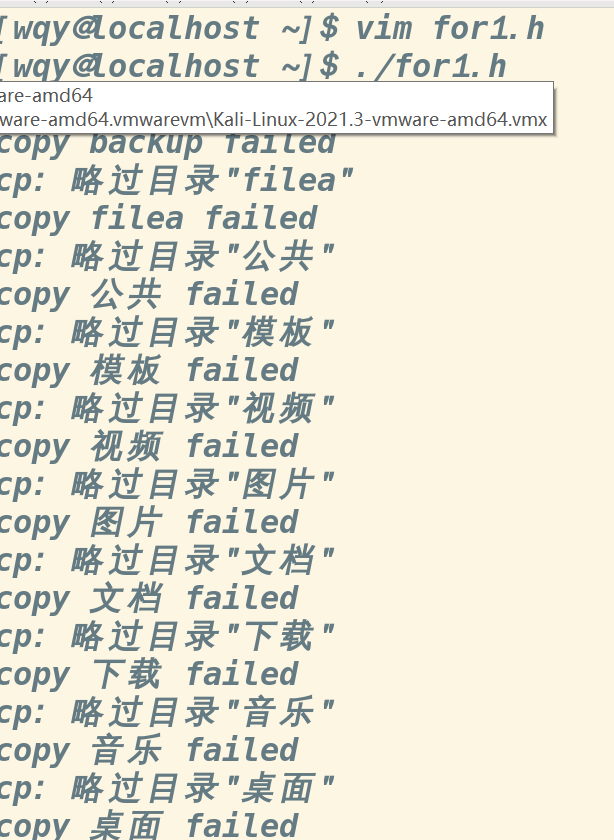 [wqy@localhost ~]$ vim for1.h
[wqy@localhost ~]$ ./for1.h
are-amd64
ware-amd64.vmwarevm\Kali-Linux-2021.3-vmware-amd64.vmx
copy backup failed
cp: 略过目录"filea"
copy filea failed
cp: 略过目录"公共"
copy 公共 failed
cp: 略过目录"模板"
copy 模板 failed
cp: 略过目录"视频"
copy 视频 failed
cp: 略过目录"图片"
copy 图片 failed
cp: 略过目录"文档"
copy 文档 failed
cp: 略过目录"下载"
copy 下载 failed
cp: 略过目录"音乐"
copy 音乐 failed
cp: 略过目录"桌面"
copy 桌面 failed